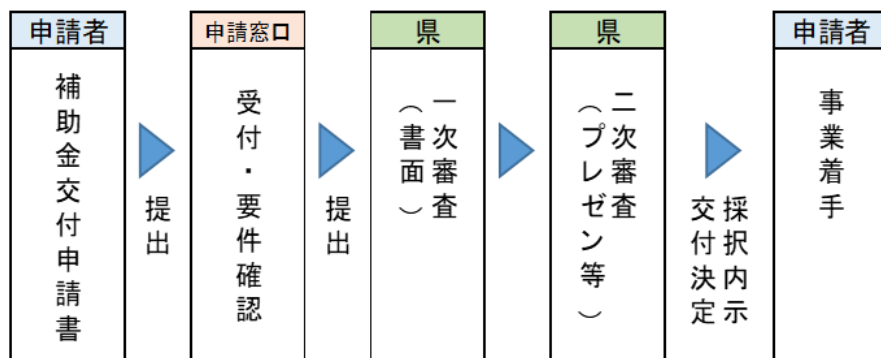 申請者
補助金交付申請書
提出
申請窓口
受付・要件確認
提出
県
一次審査
（書面）
県
二次審査
（プレゼン等）
採択内示
交付決定
申請者
事業着手